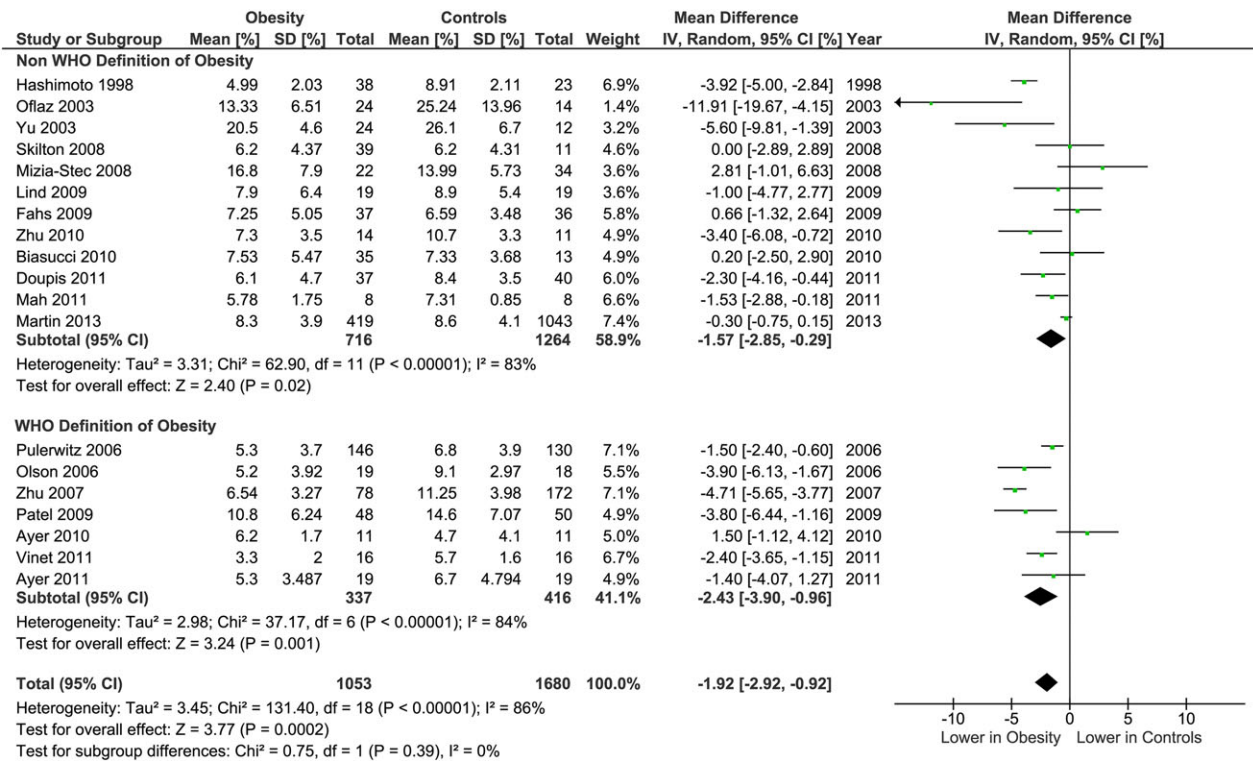 Obesity Controls Mean Difference Mean Difference
Study or Subgroup Mean [%] SD [%] Total Mean [%] SD [%] Total Weight IV, Random, 95% CI [%] Year IV, Random, 95% CI [%]
Non WHO Definition of Obesity
Hashimoto 1998 4.99 2.03 38 8.91 2.11 23 6.9% -3.92 [-5.00, -2.84] 1998
Oflaz 2003 13.33 6.51 24 25.24 13.96 14 1.4% -11.91 [-19.67, -4.15] 2003
Yu 2003 20.5 4.6 24 26.1 6.7 12 3.2% -5.60 [-9.81, -1.39] 2003
Skilton 2008 6.2 4.37 39 6.2 4.31 11 4.6% 0.00 [-2.89, 2.89] 2008
Mizia-Stec 2008 16.8 7.9 22 13.99 5.73 34 3.6% 2.81 [-1.01, 6.63] 2008
Lind 2009 7.9 6.4 19 8.9 5.4 19 3.6% -1.00 [-4.77, 2.77] 2009
Fahs 2009 7.25 5.05 37 6.59 3.48 36 5.8% 0.66 [-1.32, 2.64] 2009
Zhu 2010 7.3 3.5 14 10.7 3.3 11 4.9% -3.40 [-6.08, -0.72] 2010
Biasucci 2010 7.53 5.47 35 7.33 3.68 13 4.9% 0.20 [-2.50, 2.90] 2010
Doupis 2011 6.1 4.7 37 8.4 3.5 40 6.0% -2.30 [-4.16, -0.44] 2011
Mah 2011 5.78 1.75 8 7.31 0.85 8 6.6% -1.53 [-2.88, -0.18] 2011
Martin 2013 8.3 3.9 419 8.6 4.1 1043 7.4% -0.30 [-0.75, 0.15] 2013
Subtotal (95% CI) 716 1264 58.9% -1.57 [-2.85, -0.29]
Heterogeneity: Tau² = 3.31; Chi² = 62.90, df = 11 (P < 0.00001); I² = 83%
Test for overall effect: Z = 2.40 (P = 0.02)
WHO Definition of Obesity
Pulerwitz 2006 5.3 3.7 146 6.8 3.9 130 7.1% -1.50 [-2.40, -0.60] 2006
Olson 2006 5.2 3.92 19 9.1 2.97 18 5.5% -3.90 [-6.13, -1.67] 2006
Zhu 2007 6.54 3.27 78 11.25 3.98 172 7.1% -4.71 [-5.65, -3.77] 2007
Patel 2009 10.8 6.24 48 14.6 7.07 50 4.9% -3.80 [-6.44, -1.16] 2009
Ayer 2010 6.2 1.7 11 4.7 4.1 11 5.0% 1.50 [-1.12, 4.12] 2010
Vinet 2011 3.3 2 16 5.7 1.6 16 6.7% -2.40 [-3.65, -1.15] 2011
Ayer 2011 5.3 3.487 19 6.7 4.794 19 4.9% -1.40 [-4.07, 1.27] 2011
Subtotal (95% CI) 337 416 41.1% -2.43 [-3.90, -0.96]
Heterogeneity: Tau² = 2.98; Chi² = 37.17, df = 6 (P < 0.00001); I² = 84%
Test for overall effect: Z = 3.24 (P = 0.001)
Total (95% CI) 1053 1680 100.0% -1.92 [-2.92, -0.92]
Heterogeneity: Tau² = 3.45; Chi² = 131.40, df = 18 (P < 0.00001); I² = 86%
Test for overall effect: Z = 3.77 (P = 0.0002)
Test for subgroup differences: Chi² = 0.75, df = 1 (P = 0.39), I² = 0%
-10 -5 0 5 10
Lower in Obesity Lower in Controls